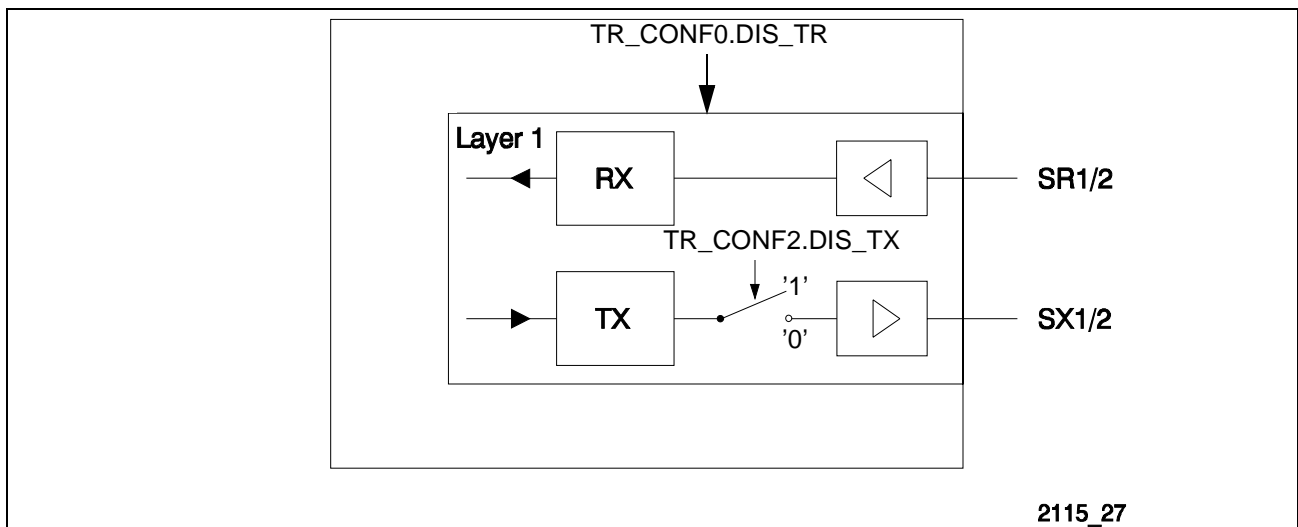 TR_CONF0.DIS_TR
Layer 1
RX
SR1/2
TR_CONF2.DIS_TX
'1'
TX
'0'
SX1/2
2115_27